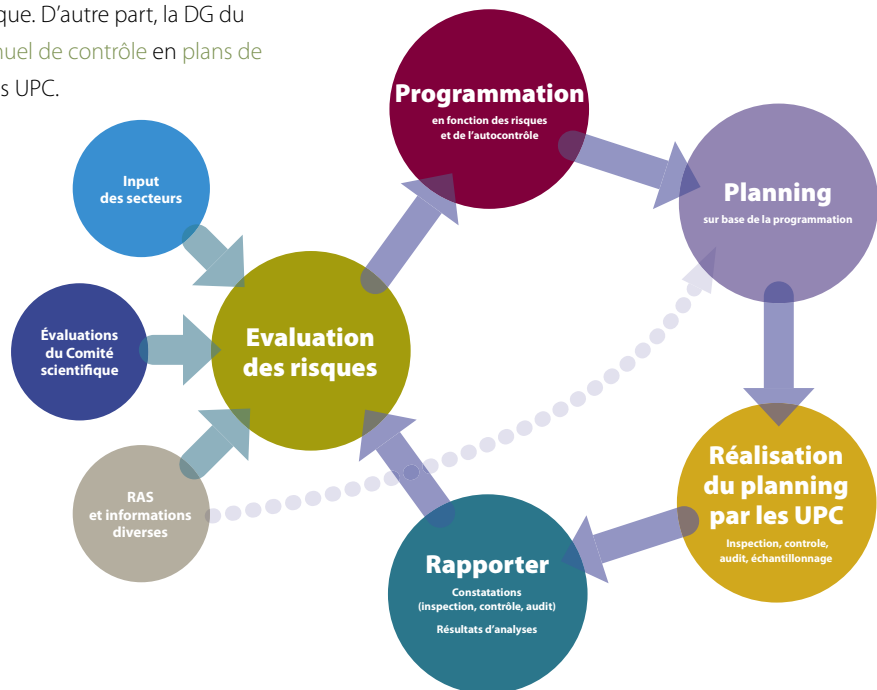 que. D'autre part, la DG du
nuel de contrôle en plans de
s UPC.
Programmation
en fonction des risques
et de l'autocontrôle
Input
des secteurs
Planning
sur base de la programmation
Évaluations
du Comité
scientifique
Evaluation
des risques
RAS
et informations
diverses
Réalisation
du planning
par les UPC
Inspection, controle,
audit, échantillonnage
Rapporter
Constatations
(inspection, contrôle, audit)
Résultats d'analyses